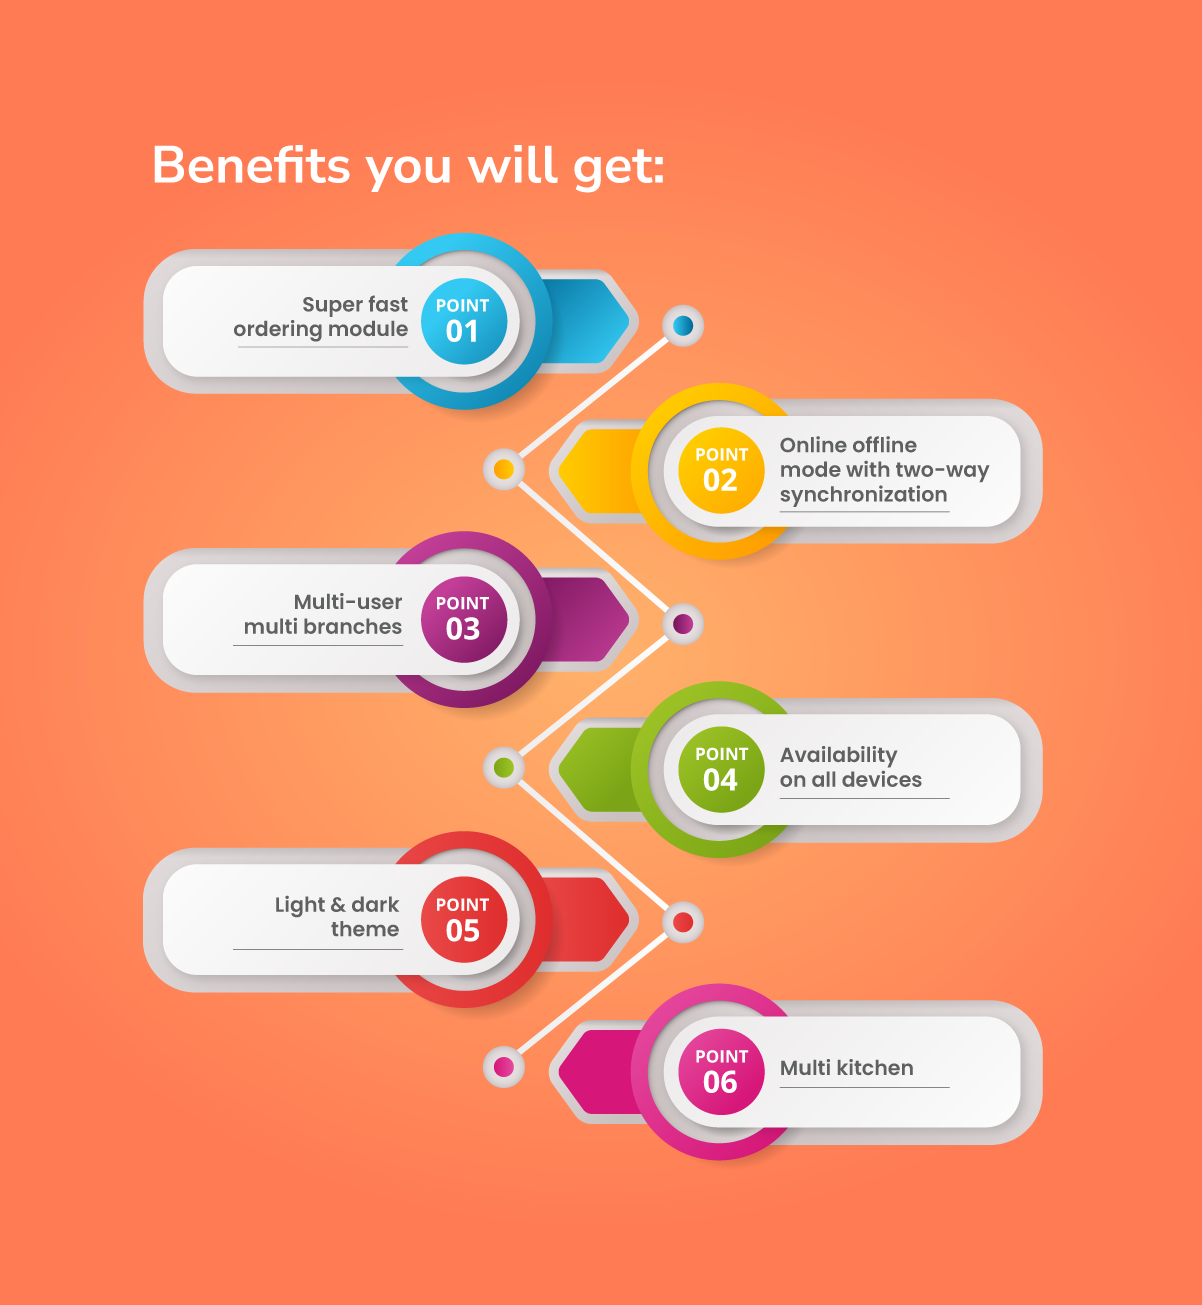 Benefits you will get:
Super fast
ordering module
POINT
01
POINT
02
Online offline
mode with two-way
synchronization
Multi-user
multi branches
POINT
03
POINT
04
Availability
on all devices
Light & dark
theme
POINT
05
POINT
06
Multi kitchen